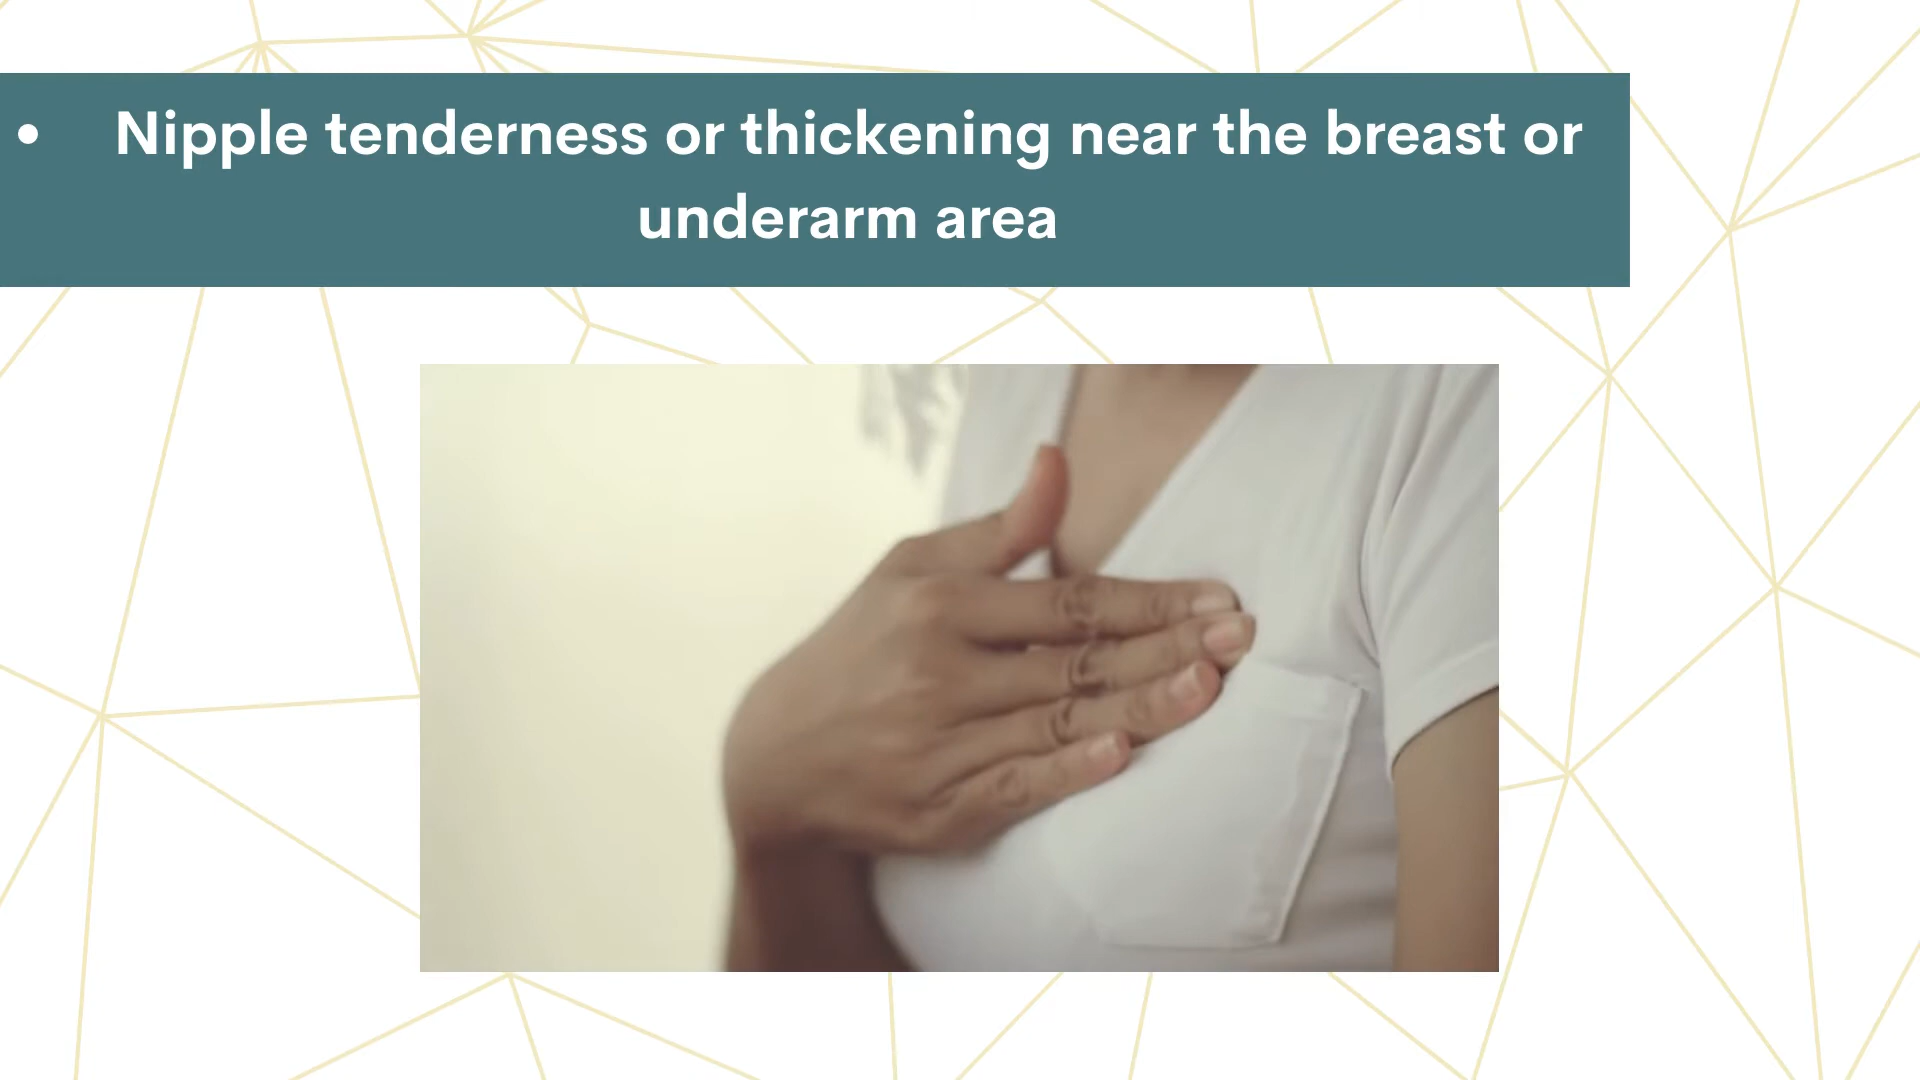 • Nipple tenderness or thickening near the breast or
underarm area